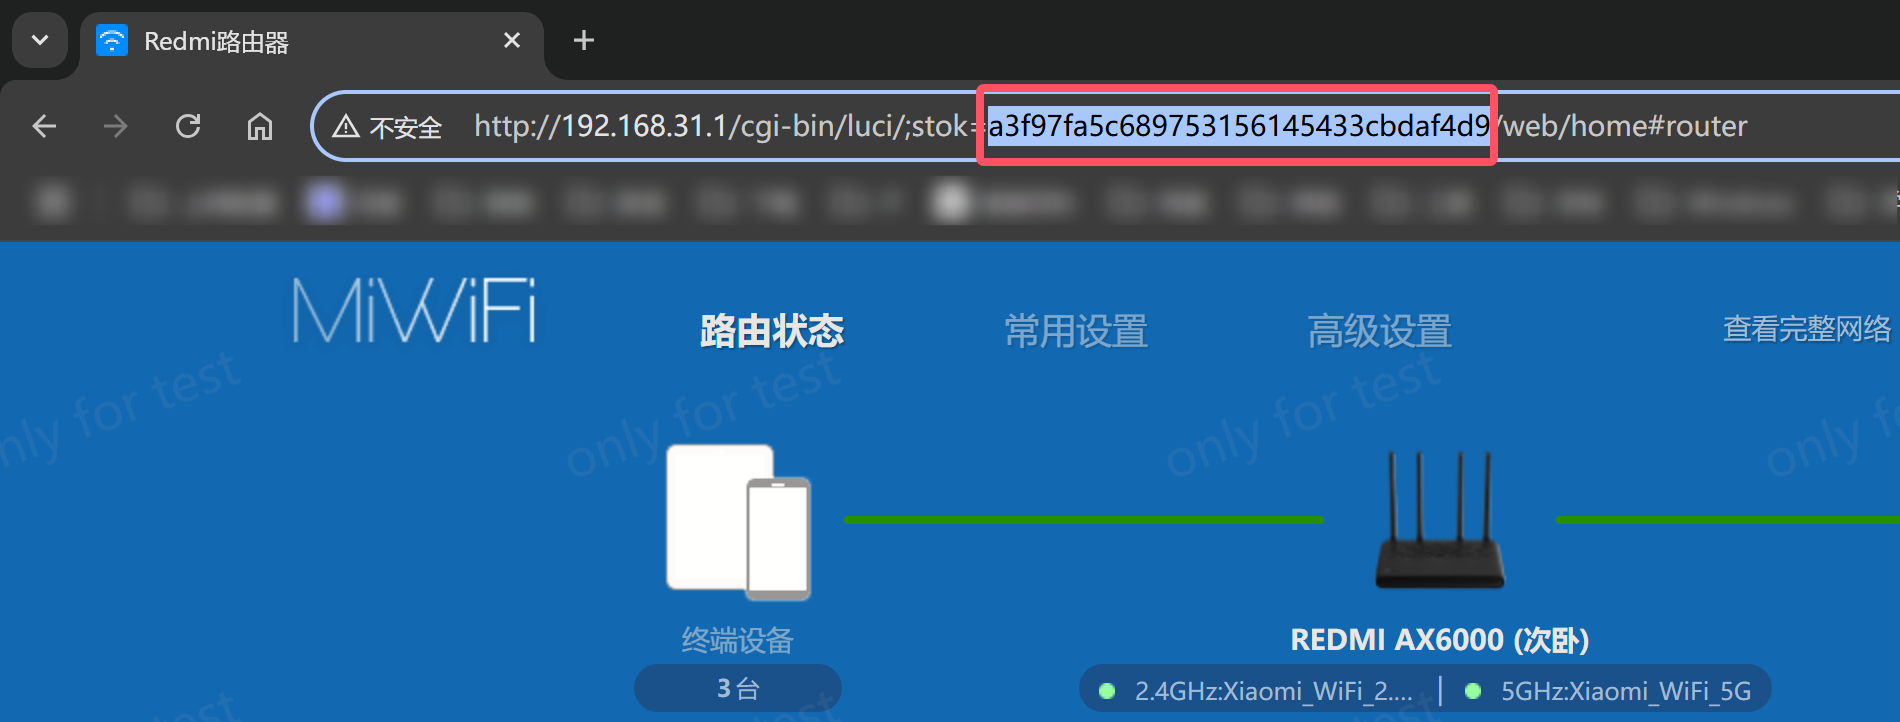 Redmi路由器
不安全 http://192.168.31.1/cgi-bin/luci/;stok=a3f97fa5c689753156145433cbdaf4d9/web/home#router
MiWiFi
路由状态 常用设置 高级设置 查看完整网络
only for test only for test only for test only fo
终端设备
REDMI AX6000 (次卧)
3台
2.4GHz:Xiaomi_WiFi_2.... | 5GHz:Xiaomi_WiFi_5G